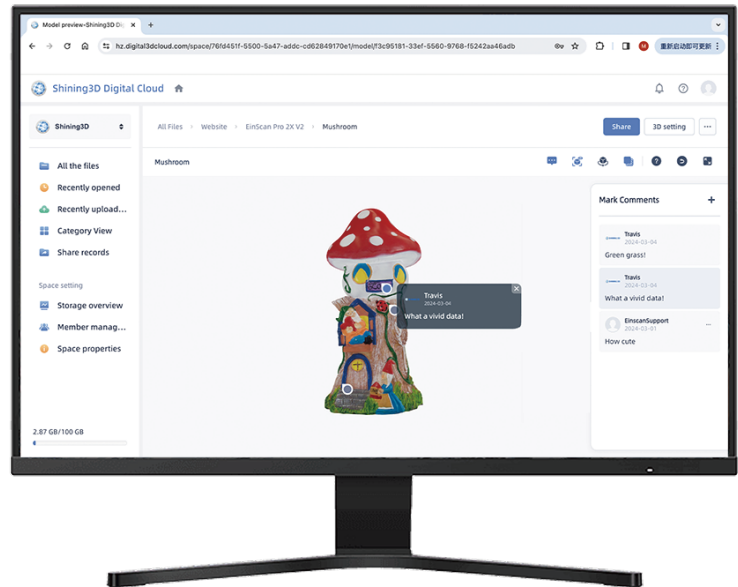 Model preview-Shining3D Di
hz.digital3dcloud.com/space/76fd451f-5500-5a47-addc-cd62849170e1/model/f3c95181-33ef-5560-9768-f5242aa46adb
重新启动即可更新
Shining3D Digital Cloud
Shining3D
All Files > Website > EinScan Pro 2X V2 > Mushroom
Share
3D setting
Mushroom
All the files
Recently opened
Recently upload...
Category View
Share records
Space setting
Storage overview
Member manag...
Space properties
2.87 GB/100 GB
Travis
2024-03-04
What a vivid data!
Mark Comments
Travis
2024-03-04
Green grass!
Travis
2024-03-04
What a vivid data!
EinscanSupport
2024-03-01
How cute